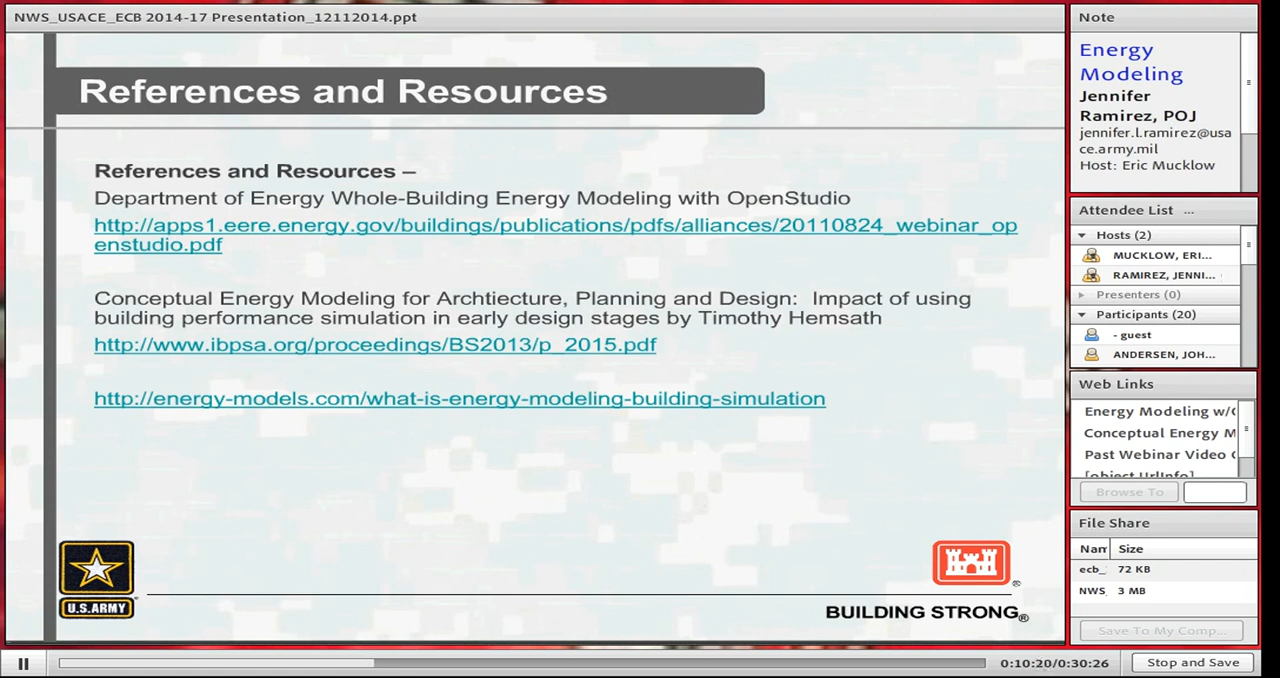 NWS_USACE_ECB 2014-17 Presentation_12112014.ppt
References and Resources
References and Resources –
Department of Energy Whole-Building Energy Modeling with OpenStudio
http://apps1.eere.energy.gov/buildings/publications/pdfs/alliances/20110824_webinar_op
enstudio.pdf
Conceptual Energy Modeling for Archtiecture, Planning and Design:  Impact of using
building performance simulation in early design stages by Timothy Hemsath
http://www.ibpsa.org/proceedings/BS2013/p_2015.pdf
http://energy-models.com/what-is-energy-modeling-building-simulation
U.S.ARMY
®
BUILDING STRONG®
Note
Energy
Modeling
Jennifer
Ramirez, POJ
jennifer.l.ramirez@usa
ce.army.mil
Host: Eric Mucklow
Attendee List ...
Hosts (2)
MUCKLOW, ERI...
RAMIREZ, JENNI...
Presenters (0)
Participants (20)
- guest
ANDERSEN, JOH...
Web Links
Energy Modeling w/
Conceptual Energy M
Past Webinar Video
[object UrlInfo]
Browse To
File Share
Nam Size
ecb_ 72 KB
NWS_ 3 MB
Save To My Comp...
0:10:20/0:30:26
Stop and Save